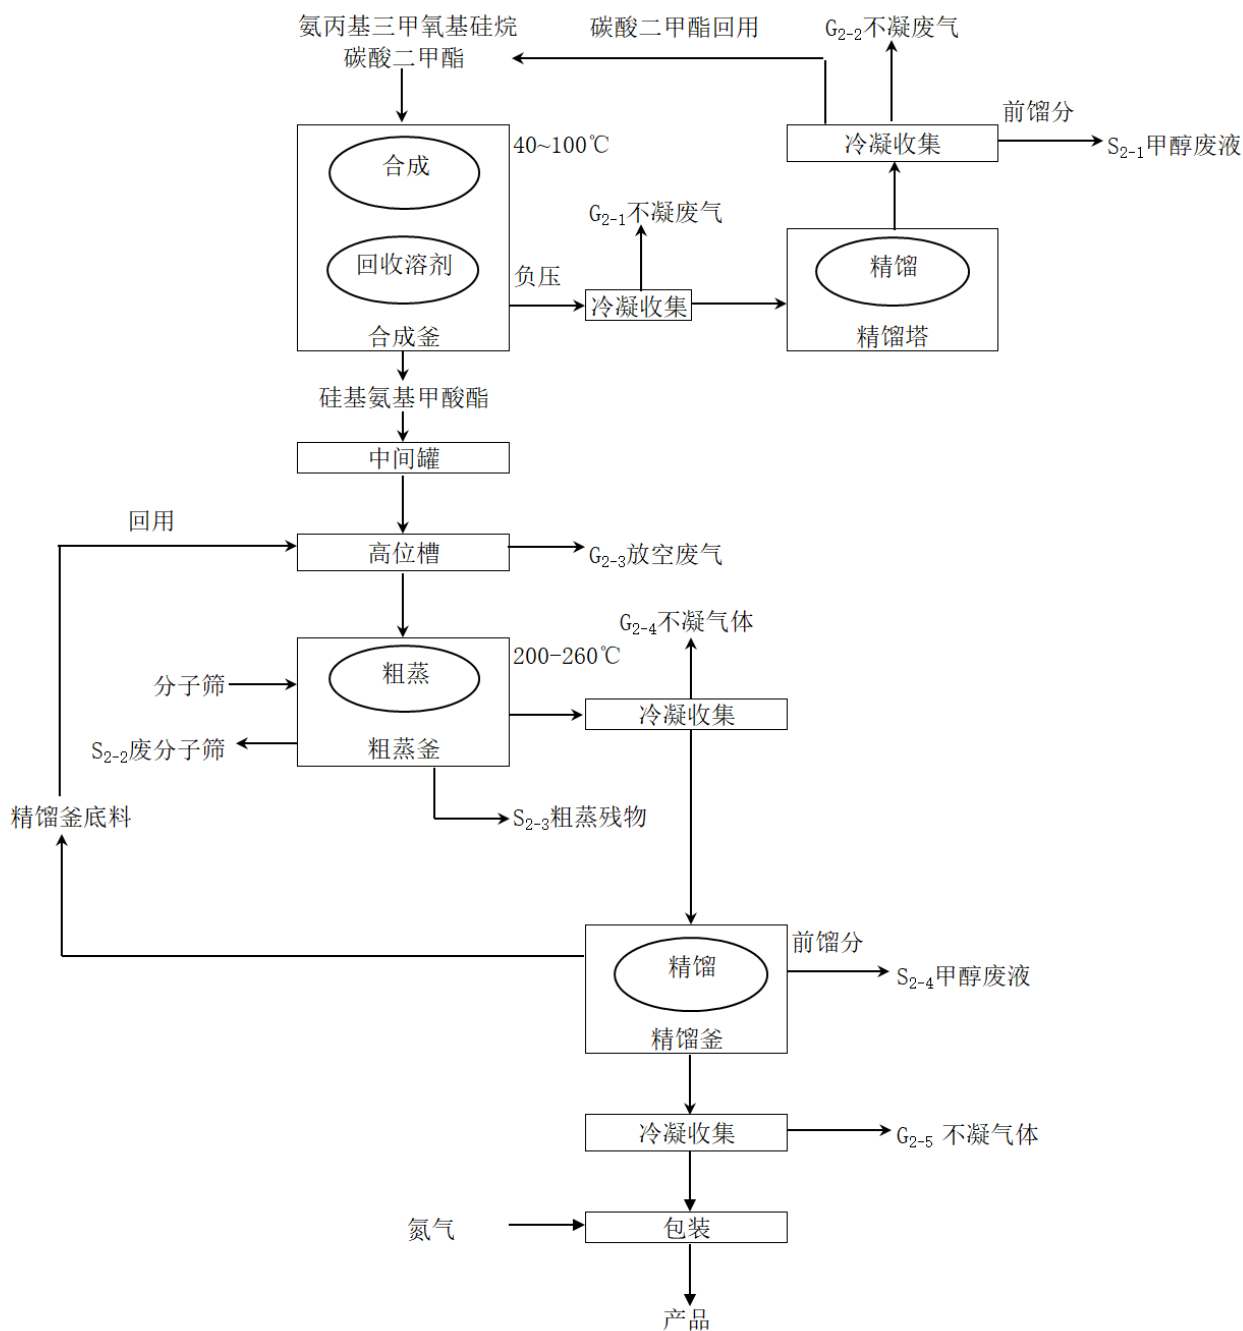 氨丙基三甲氧基硅烷
碳酸二甲酯
碳酸二甲酯回用
G2-2不凝废气
40~100℃
合成
回收溶剂
合成釜
负压
G2-1不凝废气
冷凝收集
冷凝收集
前馏分
S2-1甲醇废液
精馏
精馏塔
硅基氨基甲酸酯
中间罐
回用
高位槽
G2-3放空废气
G2-4不凝气体
200-260℃
粗蒸
分子筛
冷凝收集
S2-2废分子筛
粗蒸釜
精馏釜底料
S2-3粗蒸残物
前馏分
精馏
S2-4甲醇废液
精馏釜
冷凝收集
G2-5 不凝气体
氮气
包装
产品